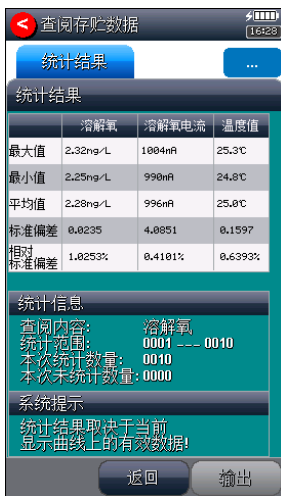 查阅存贮数据
16:28
统计结果
...
统计结果
溶解氧 溶解氧电流 温度值
最大值 2.32mg/L 1004nA 25.3℃
最小值 2.25mg/L 990nA 24.8℃
平均值 2.28mg/L 996nA 25.0℃
标准偏差 0.0235 4.0851 0.1597
相对
标准偏差 1.0253% 0.4101% 0.6393%
统计信息
查阅内容: 溶解氧
统计范围: 0001 --- 0010
本次统计数量: 0010
本次未统计数量: 0000
系统提示
统计结果取决于当前
显示曲线上的有效数据!
返回 输出